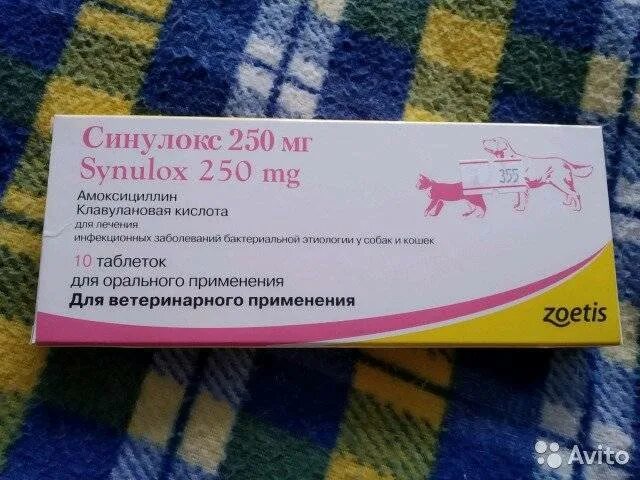 Синулокс 250 мг
Synulox 250 mg
355
Амоксициллин
Клавулановая кислота
для лечения
инфекционных заболеваний бактериальной этиологии у собак и кошек
10 таблеток
для орального применения
Для ветеринарного применения
zoetis
Avito